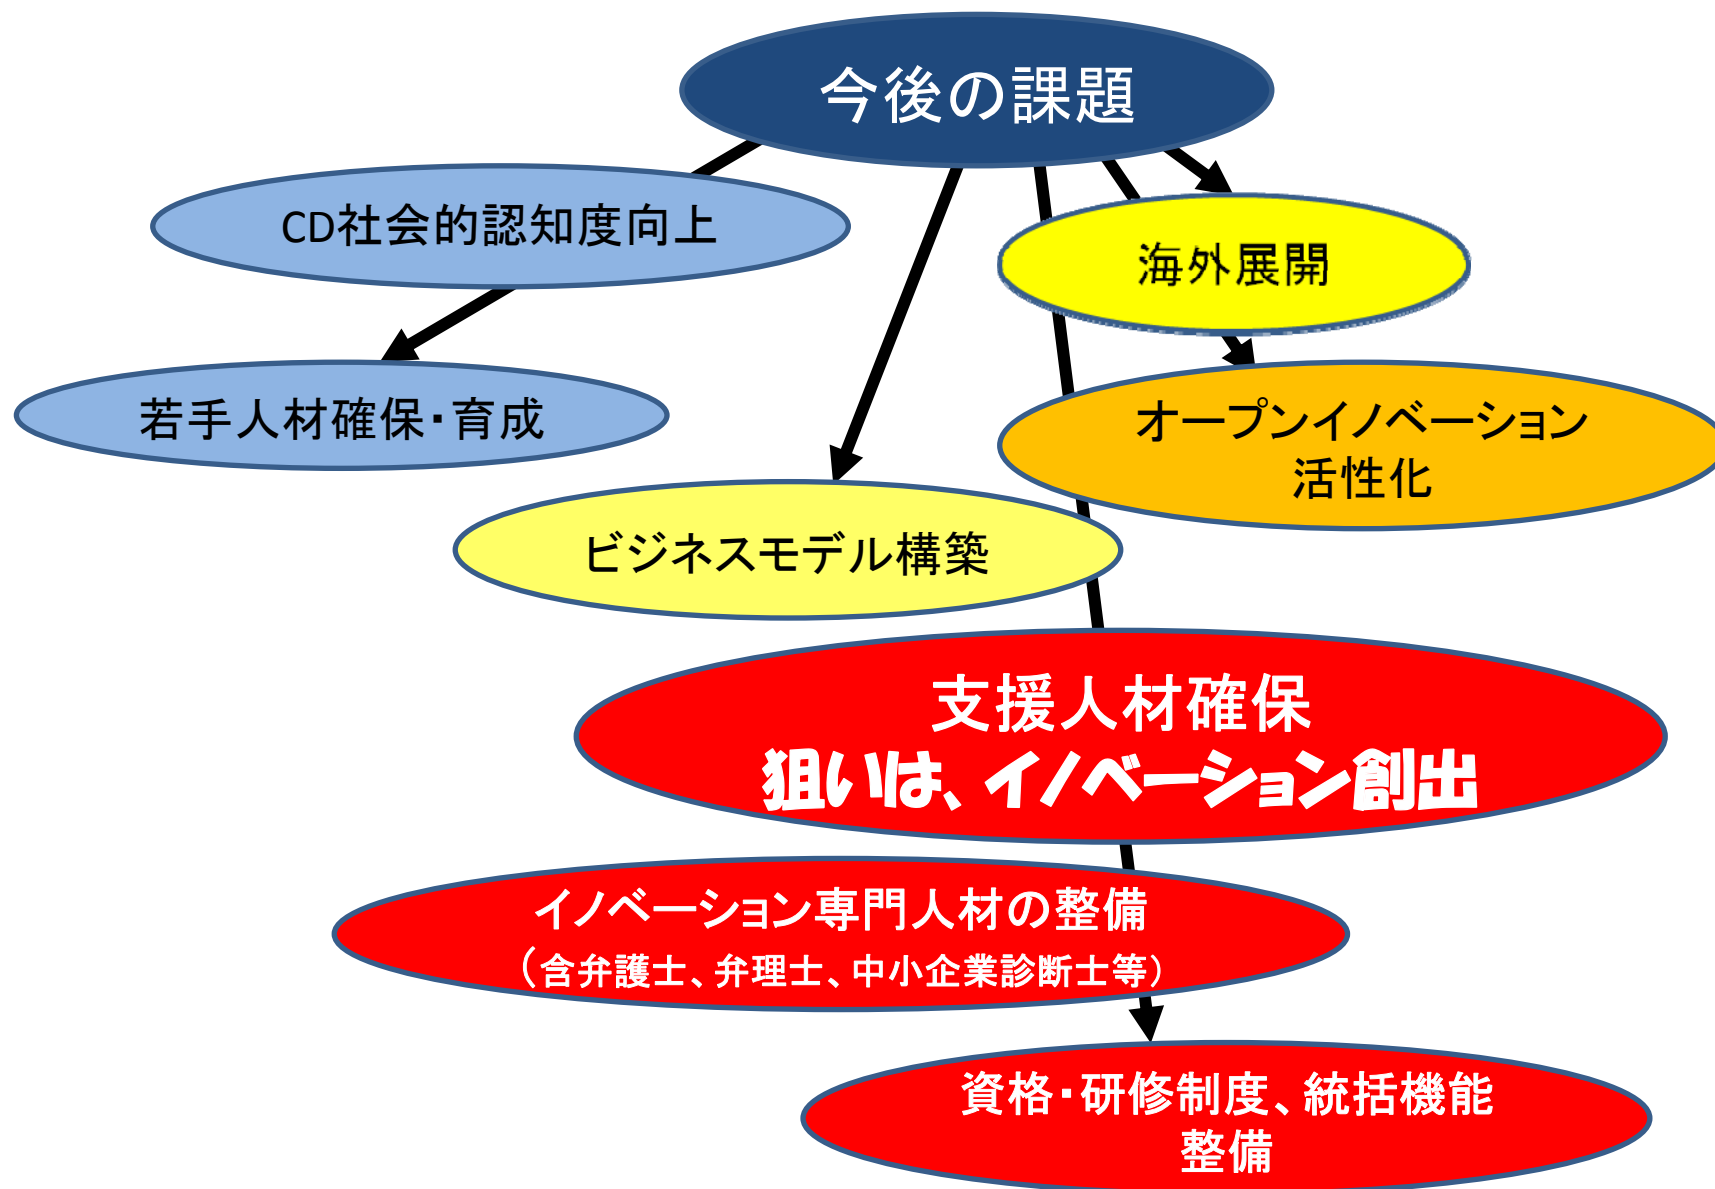 今後の課題
CD社会的認知度向上
海外展開
若手人材確保・育成
オープンイノベーション
活性化
ビジネスモデル構築
支援人材確保
狙いは、イノベーション創出
イノベーション専門人材の整備
（含弁護士、弁理士、中小企業診断士等）
資格・研修制度、統括機能
整備